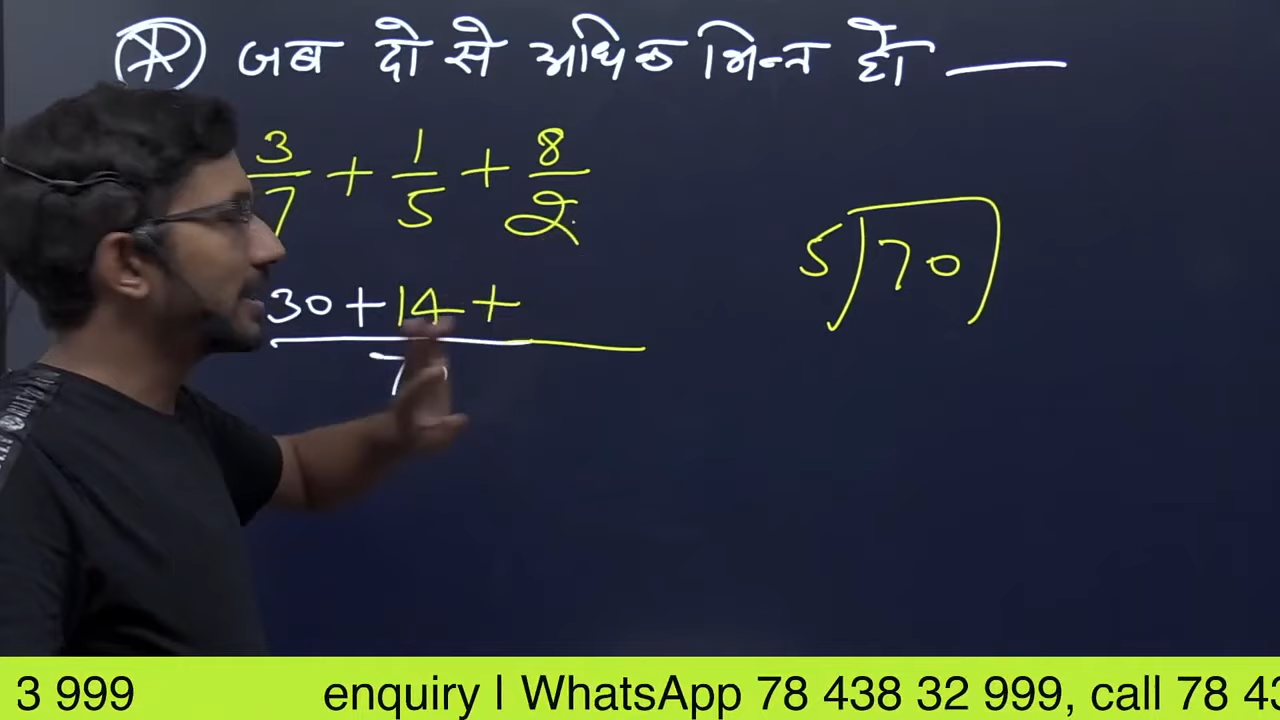 जब दो से अधिक भिन्न हो —
3/7 + 1/5 + 8/2
30 + 14 +
5) 70 (
3 999 enquiry | WhatsApp 78 438 32 999, call 78 43